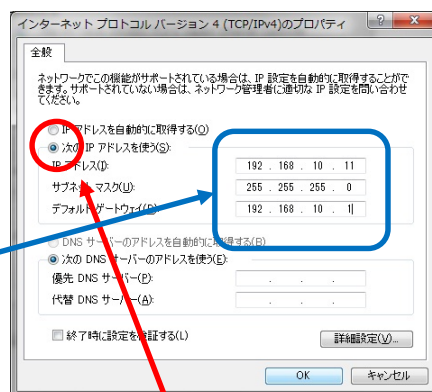 インターネット プロトコル バージョン 4 (TCP/IPv4)のプロパティ
全般
ネットワークでこの機能がサポートされている場合は、IP 設定を自動的に取得することがで
きます。サポートされていない場合は、ネットワーク管理者に適切な IP 設定を問い合わせ
てください。
IP アドレスを自動的に取得する(O)
次の IP アドレスを使う(S):
IP アドレス(I): 192 . 168 . 10 . 11
サブネット マスク(U): 255 . 255 . 255 . 0
デフォルト ゲートウェイ(D): 192 . 168 . 10 . 1
DNS サーバーのアドレスを自動的に取得する(B)
次の DNS サーバーのアドレスを使う(E):
優先 DNS サーバー(P): . . .
代替 DNS サーバー(A): . . .
終了時に設定を検証する(L)
詳細設定(V)...
OK キャンセル